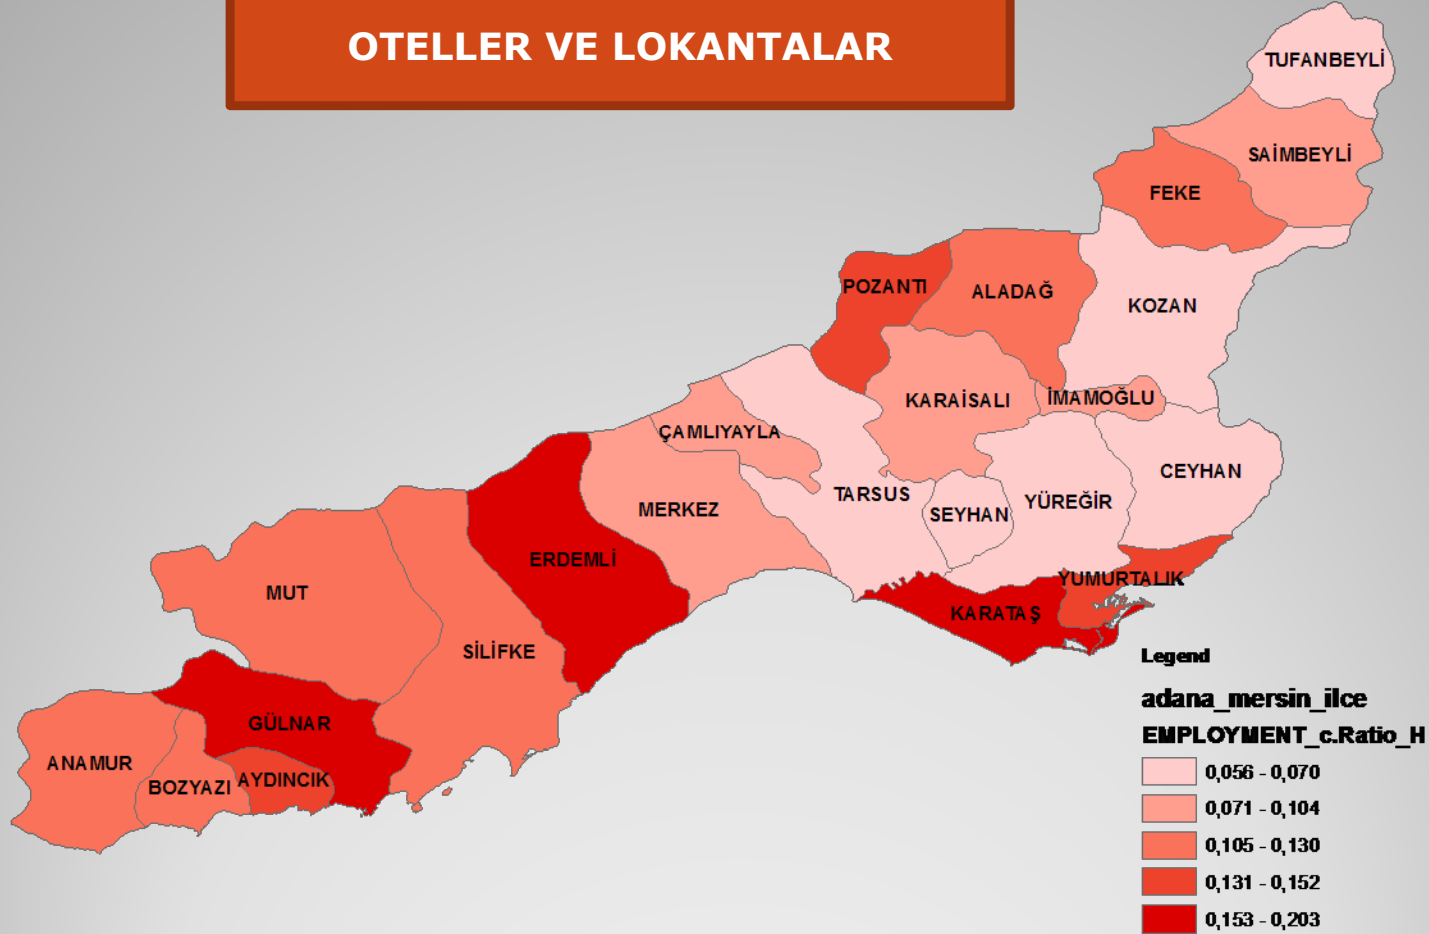 OTELLER VE LOKANTALAR
TUFANBEYLİ
SAİMBEYLİ
FEKE
POZANTI
ALADAĞ
KOZAN
KARAİSALI
İMAMOĞLU
ÇAMLIYAYLA
CEYHAN
TARSUS
YÜREĞİR
MERKEZ
SEYHAN
ERDEMLİ
YUMURTALIK
MUT
KARATAŞ
SİLİFKE
GÜLNAR
ANAMUR
BOZYAZI
AYDINCIK
Legend
adana_mersin_ilce
EMPLOYMENT_c.Ratio_H
0,056 - 0,070
0,071 - 0,104
0,105 - 0,130
0,131 - 0,152
0,153 - 0,203